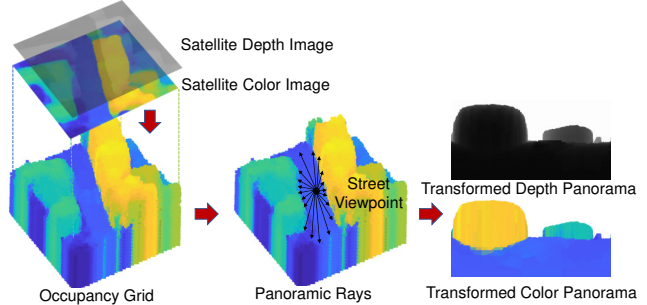 Satellite Depth Image
Satellite Color Image
Street
Viewpoint
Transformed Depth Panorama
Occupancy Grid
Panoramic Rays
Transformed Color Panorama